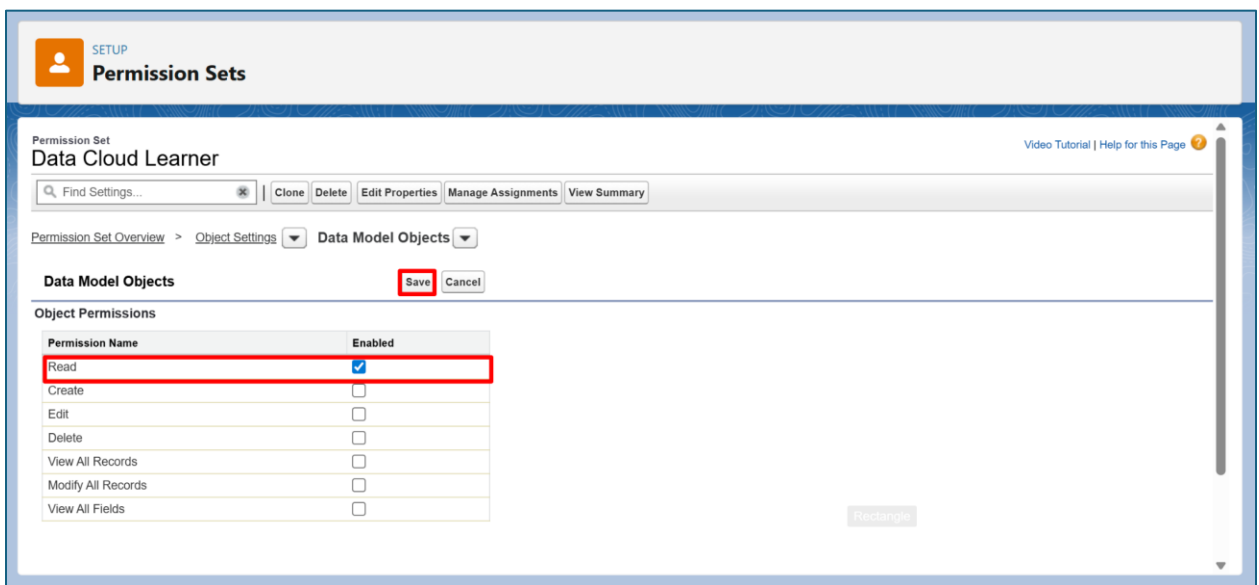 SETUP
Permission Sets
Permission Set
Data Cloud Learner
Video Tutorial | Help for this Page ?
Find Settings... | Clone Delete Edit Properties Manage Assignments View Summary
Permission Set Overview > Object Settings Data Model Objects
Data Model Objects Save Cancel
Object Permissions
Permission Name Enabled
Read
Create
Edit
Delete
View All Records
Modify All Records
View All Fields
Rectangle